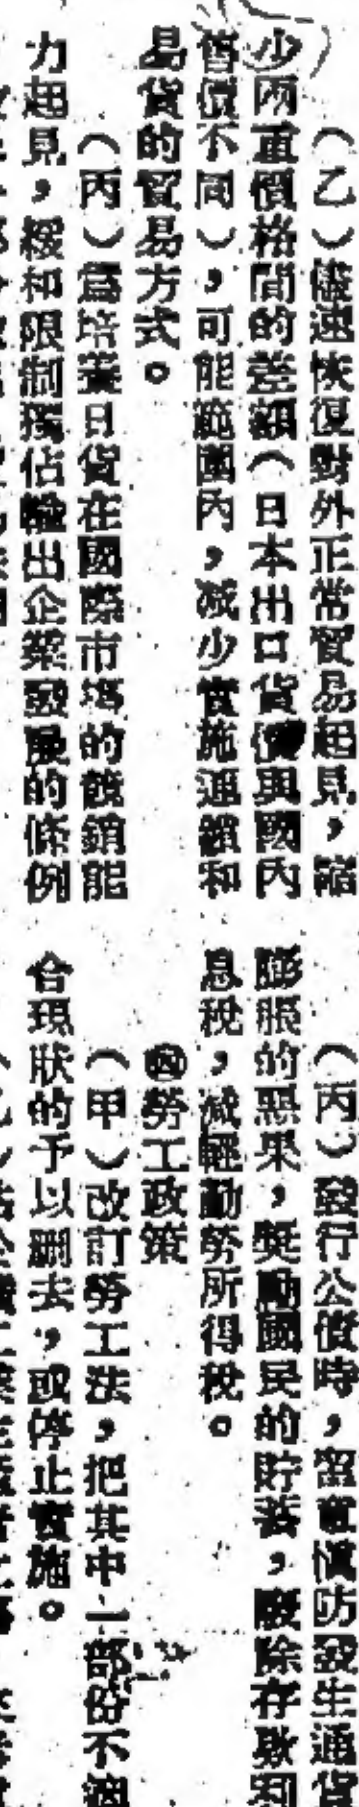 （乙）儘速恢復對外正常貿易起見，縮
少兩重價格間的差額（日本出口貨價與國內
售價不同），可能範圍內，減少實施連鎖和
易貨的貿易方式。
（丙）爲培養日貨在國際市場的競銷能
力起見，緩和限制獨佔輸出企業發展的條例
（丙）發行公債時，留意慎防發生通貨
膨脹的惡果，奬勵國民的貯蓄，廢除存款利
息稅，減輕勤勞所得稅。
四勞工政策
（甲）改訂勞工法，把其中一部份不適
合現狀的予以刪去，或停止實施。